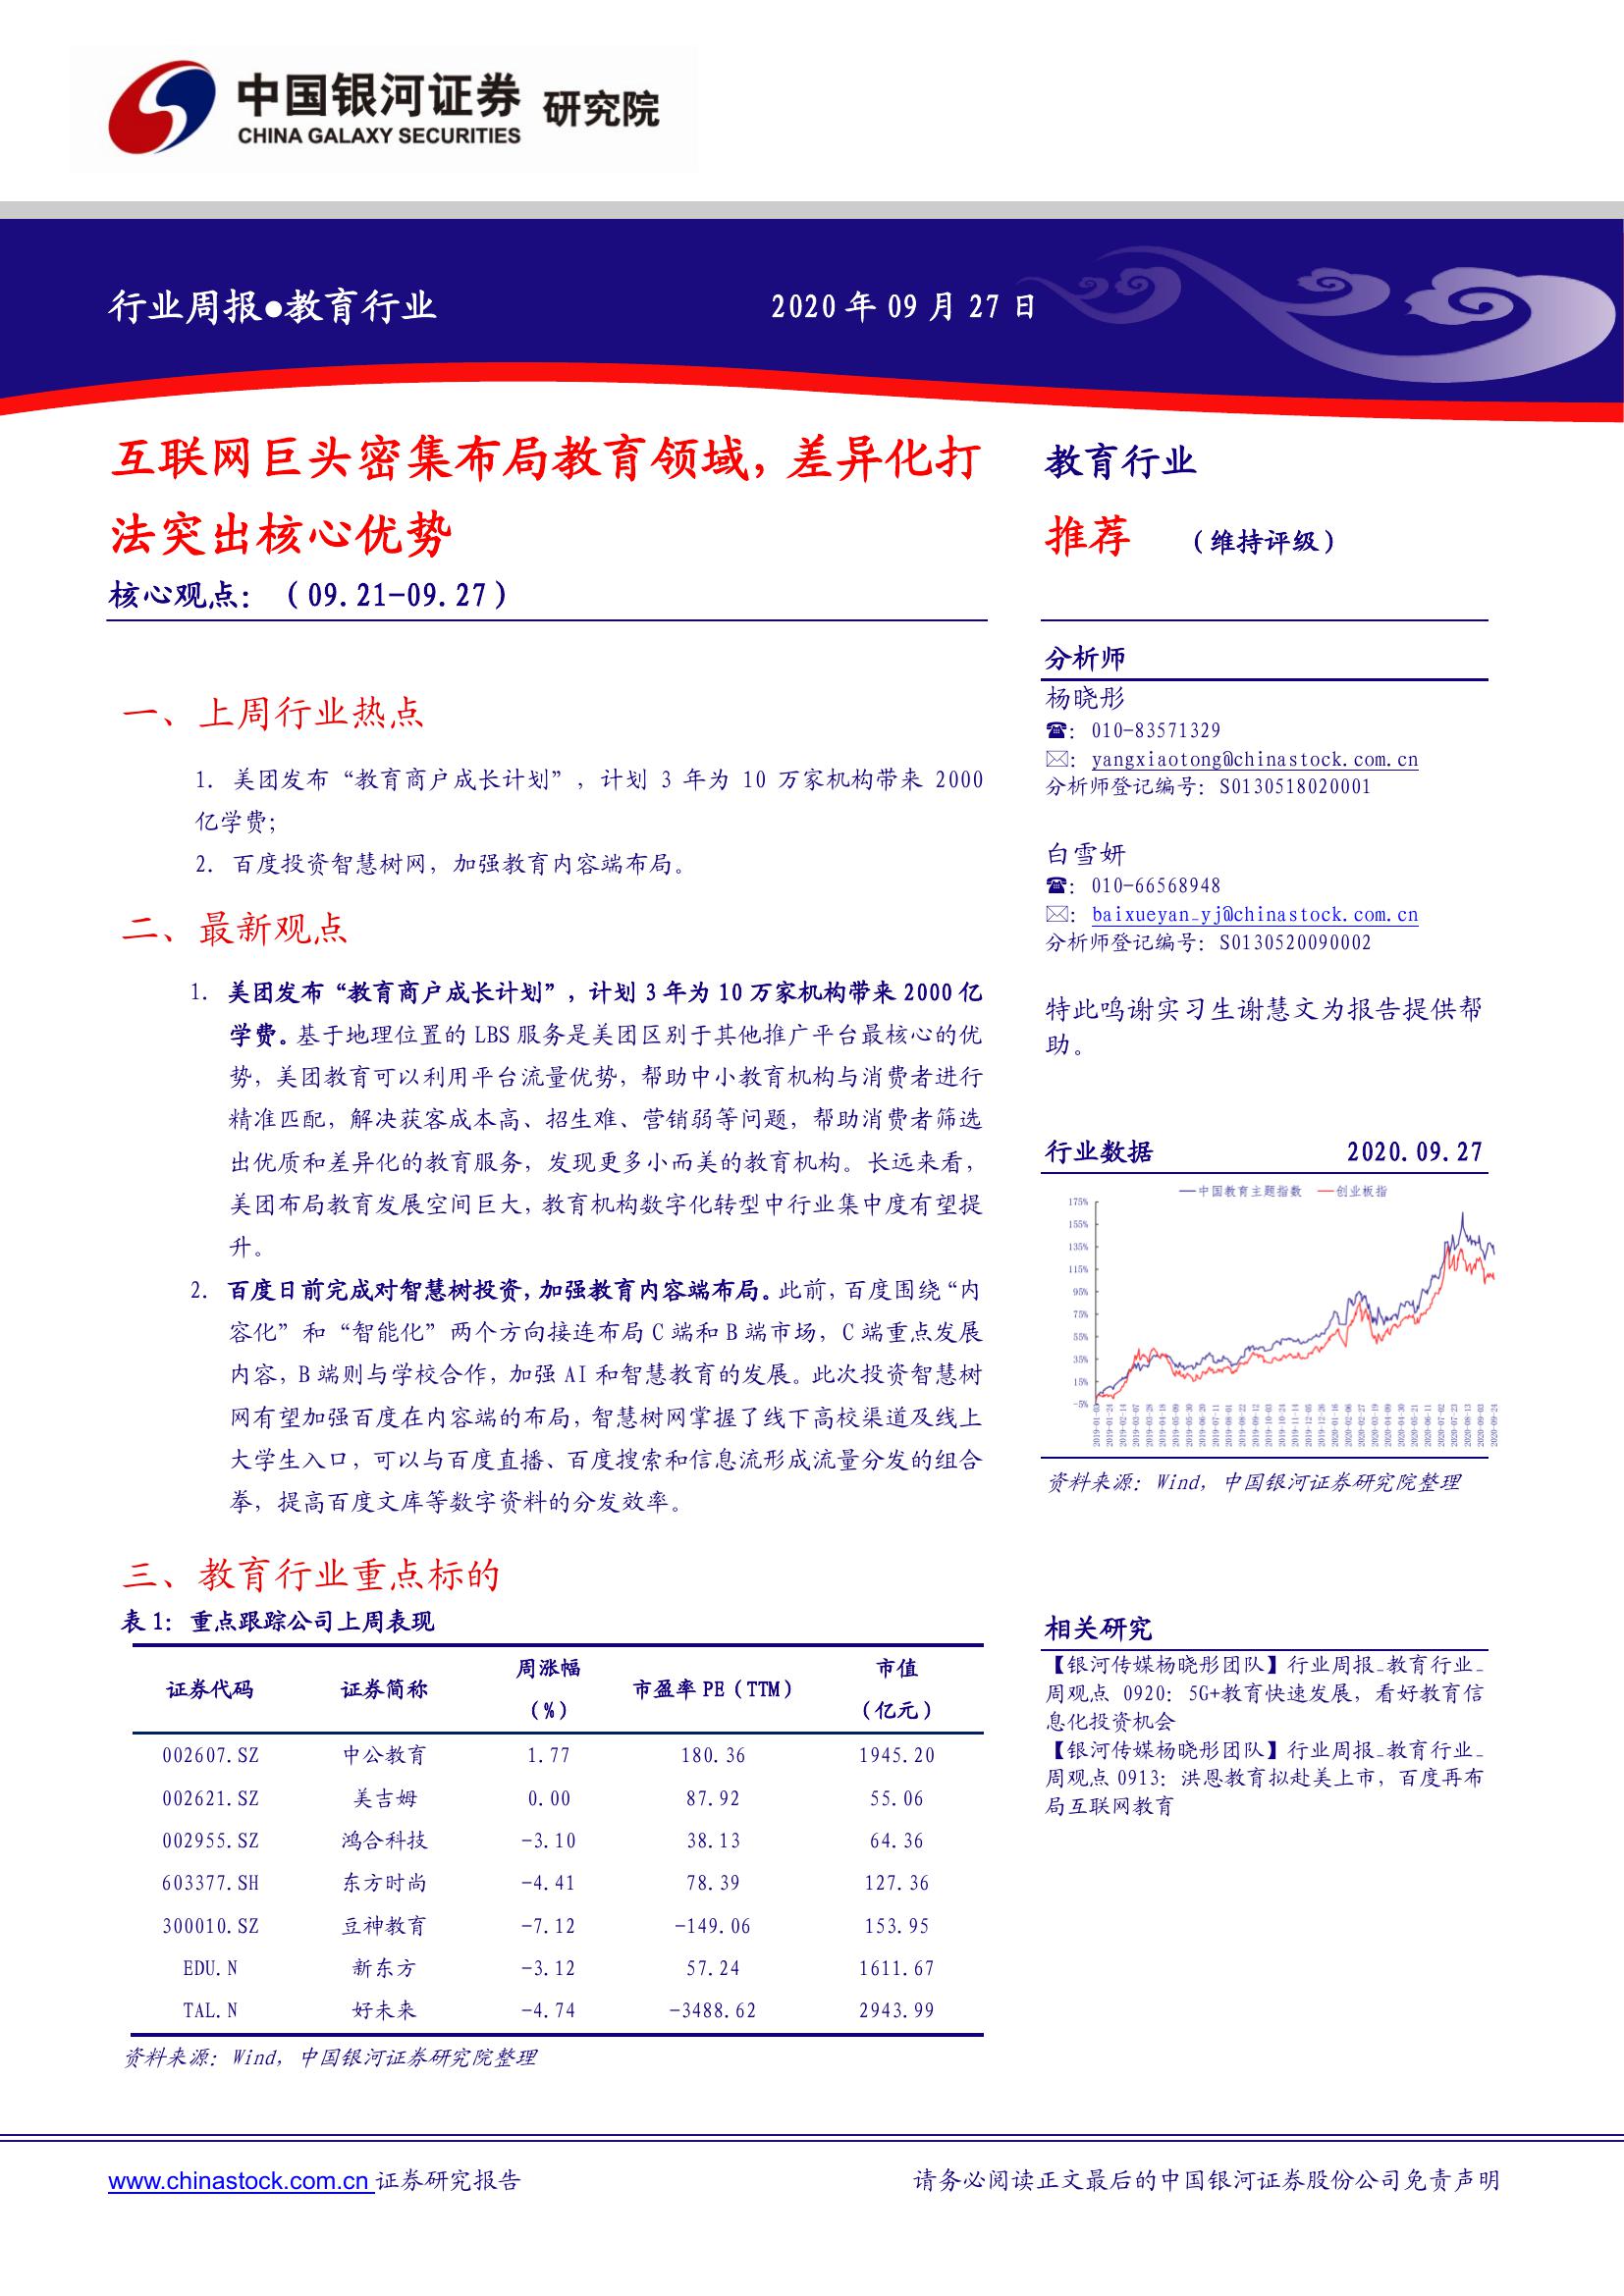 中国银河证券 研究院
CHINA GALAXY SECURITIES
行业周报●教育行业
2020 年 09 月 27 日
互联网巨头密集布局教育领域，差异化打
法突出核心优势
核心观点：（09.21-09.27）
一、上周行业热点
1. 美团发布“教育商户成长计划”，计划 3 年为 10 万家机构带来 2000
亿学费；
2. 百度投资智慧树网，加强教育内容端布局。
二、最新观点
1. 美团发布“教育商户成长计划”，计划 3 年为 10 万家机构带来 2000 亿
学费。基于地理位置的 LBS 服务是美团区别于其他推广平台最核心的优
势，美团教育可以利用平台流量优势，帮助中小教育机构与消费者进行
精准匹配，解决获客成本高、招生难、营销弱等问题，帮助消费者筛选
出优质和差异化的教育服务，发现更多小而美的教育机构。长远来看，
美团布局教育发展空间巨大，教育机构数字化转型中行业集中度有望提
升。
2. 百度日前完成对智慧树投资，加强教育内容端布局。此前，百度围绕“内
容化”和“智能化”两个方向接连布局 C 端和 B 端市场，C 端重点发展
内容，B 端则与学校合作，加强 AI 和智慧教育的发展。此次投资智慧树
网有望加强百度在内容端的布局，智慧树网掌握了线下高校渠道及线上
大学生入口，可以与百度直播、百度搜索和信息流形成流量分发的组合
拳，提高百度文库等数字资料的分发效率。
三、教育行业重点标的
表 1：重点跟踪公司上周表现
证券代码 证券简称 周涨幅（%） 市盈率 PE（TTM） 市值（亿元）
002607.SZ 中公教育 1.77 180.36 1945.20
002621.SZ 美吉姆 0.00 87.92 55.06
002955.SZ 鸿合科技 -3.10 38.13 64.36
603377.SH 东方时尚 -4.41 78.39 127.36
300010.SZ 豆神教育 -7.12 -149.06 153.95
EDU.N 新东方 -3.12 57.24 1611.67
TAL.N 好未来 -4.74 -3488.62 2943.99
资料来源：Wind，中国银河证券研究院整理
教育行业
推荐 （维持评级）
分析师
杨晓彤
☎：010-83571329
✉：yangxiaotong@chinastock.com.cn
分析师登记编号：S0130518020001
白雪妍
☎：010-66568948
✉：baixueyan_yj@chinastock.com.cn
分析师登记编号：S0130520090002
特此鸣谢实习生谢慧文为报告提供帮
助。
行业数据 2020.09.27
中国教育主题指数 创业板指
175%
155%
135%
115%
95%
75%
55%
35%
15%
-5%
资料来源：Wind，中国银河证券研究院整理
相关研究
【银河传媒杨晓彤团队】行业周报_教育行业_
周观点 0920：5G+教育快速发展，看好教育信
息化投资机会
【银河传媒杨晓彤团队】行业周报_教育行业_
周观点 0913：洪恩教育拟赴美上市，百度再布
局互联网教育
www.chinastock.com.cn 证券研究报告
请务必阅读正文最后的中国银河证券股份公司免责声明